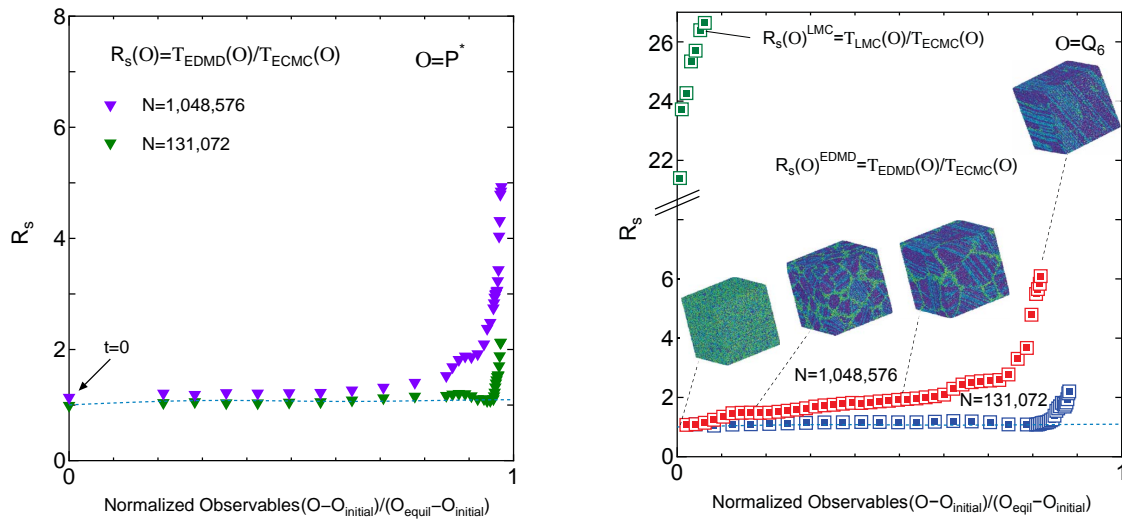 8
6
4
2
0
R_s
R_s(O)=T_EDMD(O)/T_ECMC(O)
O=P^*
N=1,048,576
N=131,072
t=0
0
1
Normalized Observables(O−O_initial)/(O_equil−O_initial)
26
24
22
6
4
2
0
R_s
R_s(O)^LMC=T_LMC(O)/T_ECMC(O)
O=Q_6
R_s(O)^EDMD=T_EDMD(O)/T_ECMC(O)
N=1,048,576
N=131,072
0
1
Normalized Observables(O−O_initial)/(O_eqil−O_initial)